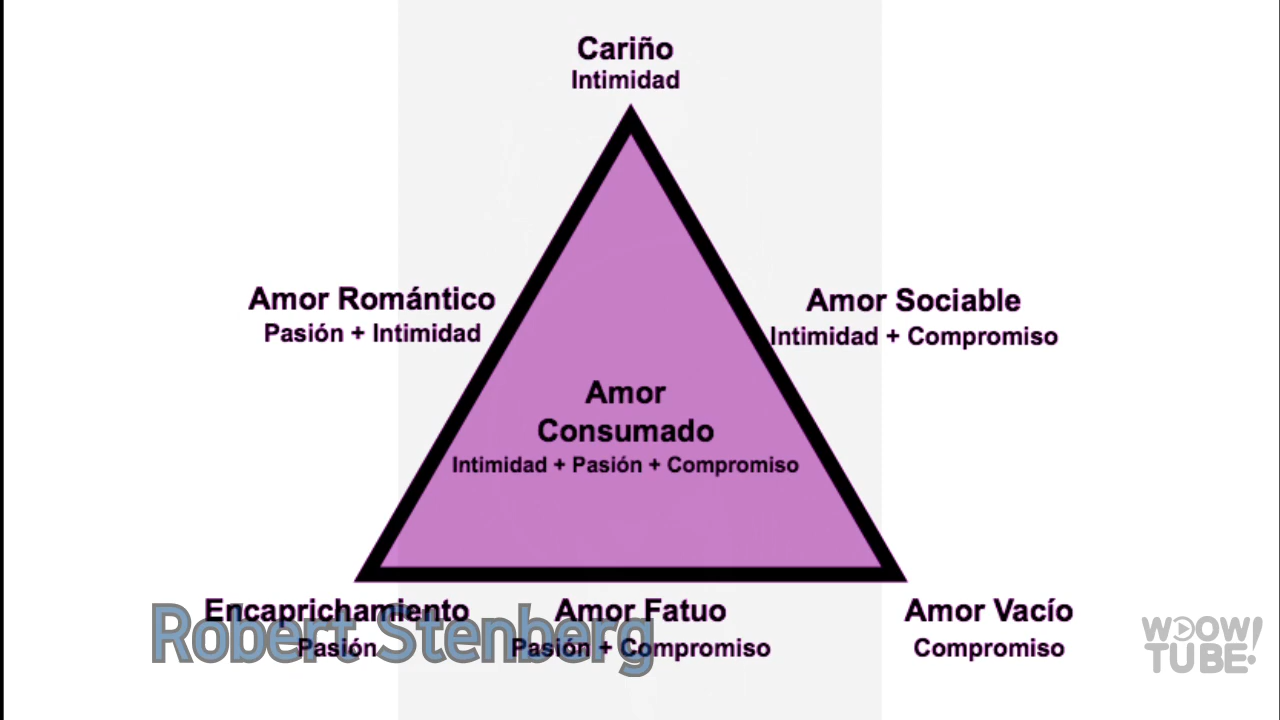 Cariño
Intimidad
Amor Romántico
Pasión + Intimidad
Amor Sociable
Intimidad + Compromiso
Amor
Consumado
Intimidad + Pasión + Compromiso
Encaprichamiento
Pasión
Amor Fatuo
Pasión + Compromiso
Amor Vacío
Compromiso
Robert Stenberg
WOOW!
TUBE!